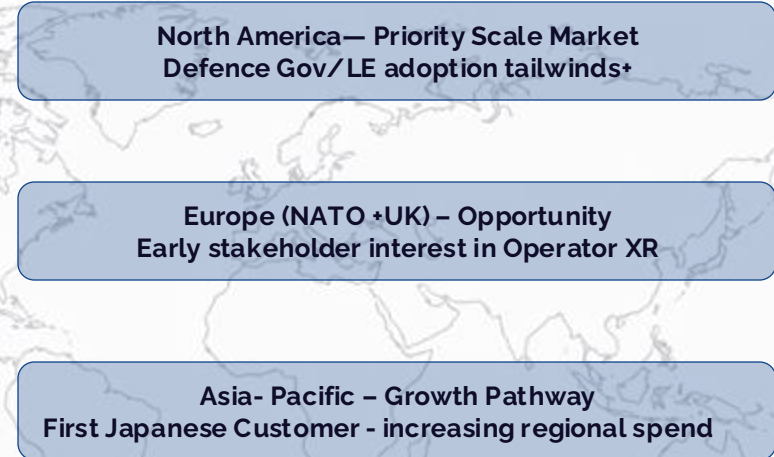 North America— Priority Scale Market
Defence Gov/LE adoption tailwinds+
Europe (NATO +UK) – Opportunity
Early stakeholder interest in Operator XR
Asia- Pacific – Growth Pathway
First Japanese Customer - increasing regional spend